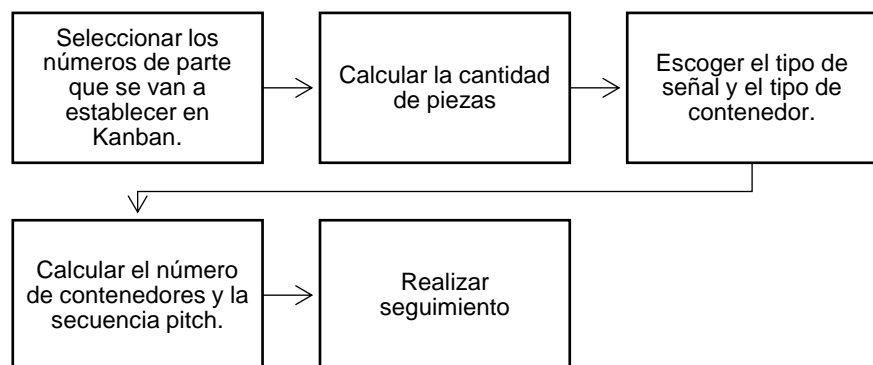 Seleccionar los
números de parte
que se van a
establecer en
Kanban.
Calcular la cantidad
de piezas
Escoger el tipo de
señal y el tipo de
contenedor.
Calcular el número
de contenedores y la
secuencia pitch.
Realizar
seguimiento